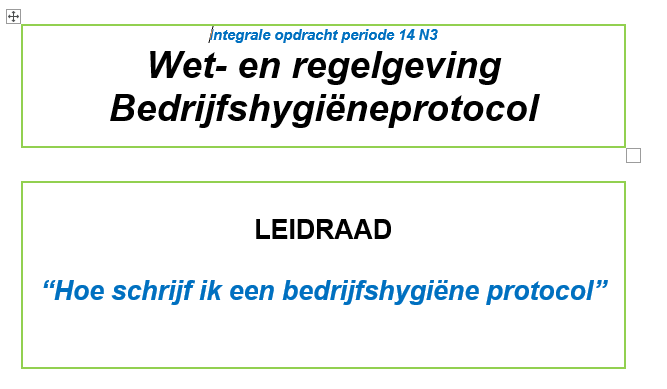 Integrale opdracht periode 14 N3
Wet- en regelgeving
Bedrijfshygiëneprotocol
LEIDRAAD
“Hoe schrijf ik een bedrijfshygiëne protocol”